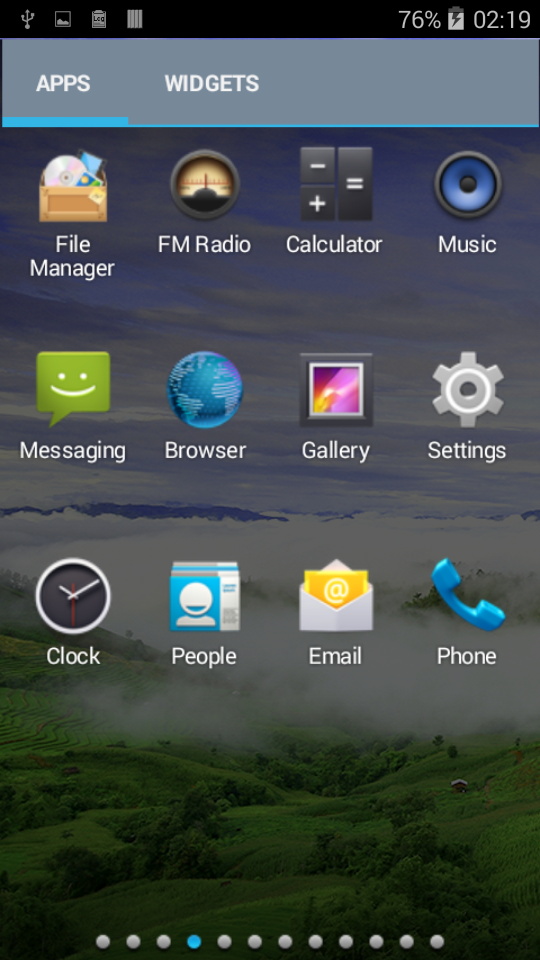 76% 02:19
APPS WIDGETS
File Manager FM Radio Calculator Music
Messaging Browser Gallery Settings
Clock People Email Phone